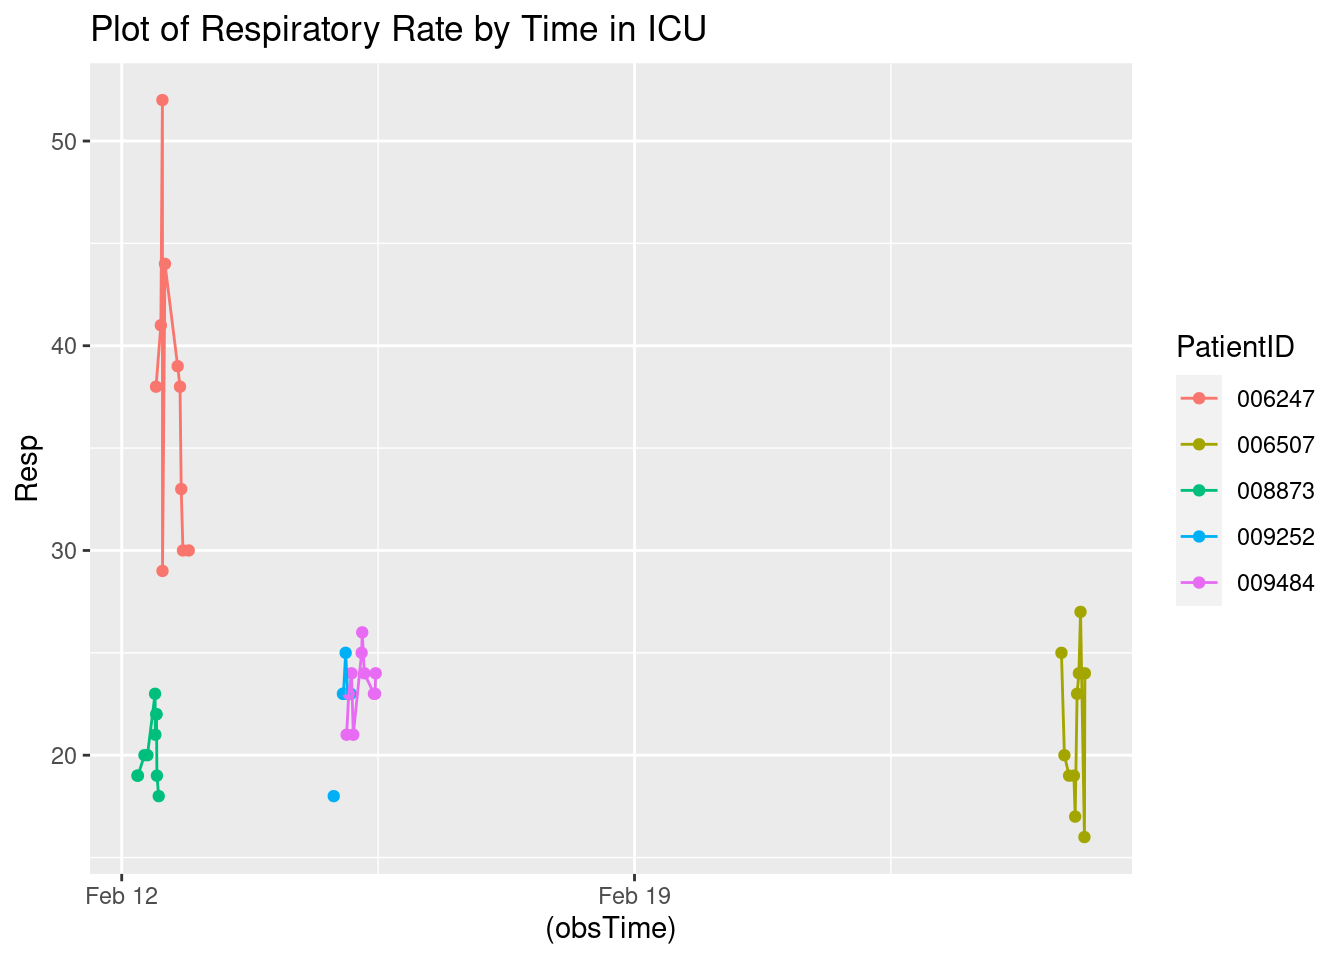 Plot of Respiratory Rate by Time in ICU
50
40
30
20
Resp
Feb 12
Feb 19
(obsTime)
PatientID
006247
006507
008873
009252
009484